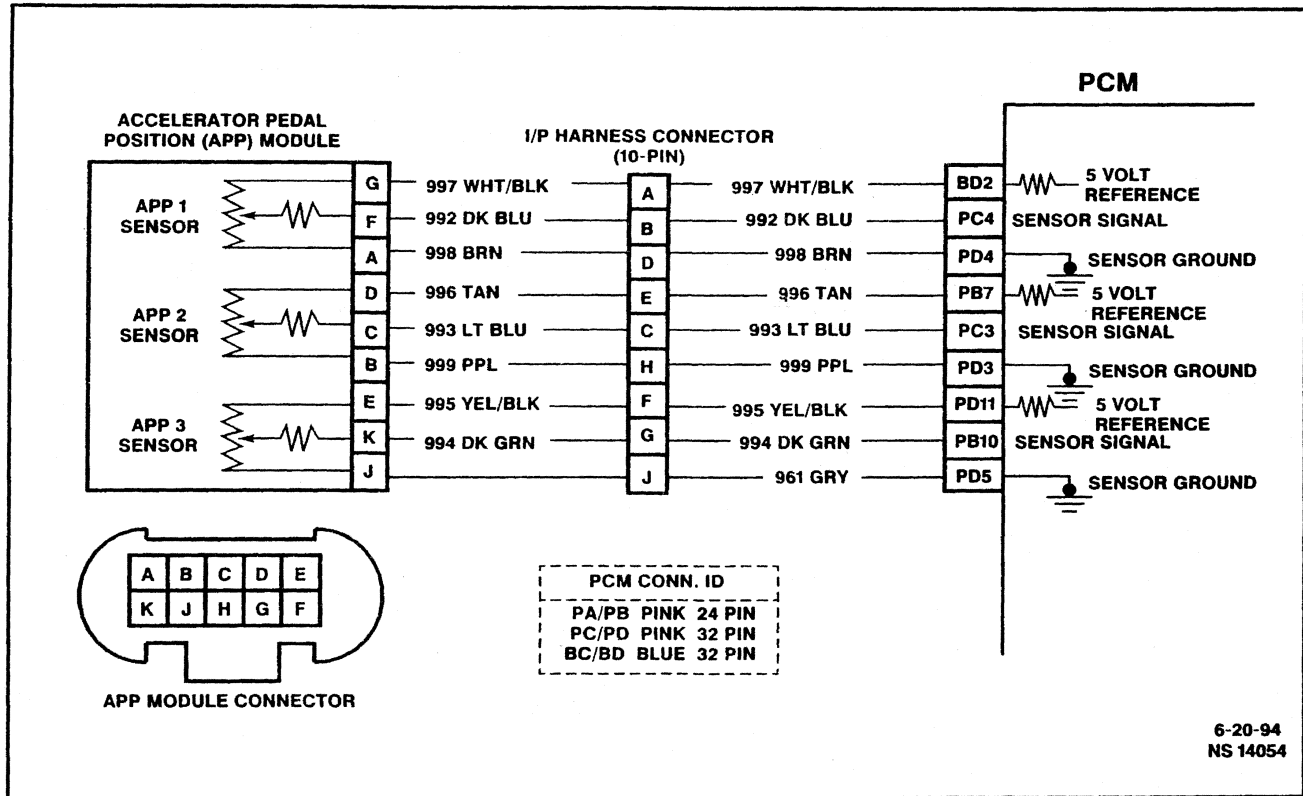 PCM
ACCELERATOR PEDAL
POSITION (APP) MODULE
I/P HARNESS CONNECTOR
(10-PIN)
APP 1
SENSOR
G 997 WHT/BLK A 997 WHT/BLK BD2 5 VOLT
REFERENCE
F 992 DK BLU B 992 DK BLU PC4 SENSOR SIGNAL
A 998 BRN D 998 BRN PD4 SENSOR GROUND
APP 2
SENSOR
D 996 TAN E 996 TAN PB7 5 VOLT
REFERENCE
C 993 LT BLU C 993 LT BLU PC3 SENSOR SIGNAL
B 999 PPL H 999 PPL PD3 SENSOR GROUND
APP 3
SENSOR
E 995 YEL/BLK F 995 YEL/BLK PD11 5 VOLT
REFERENCE
K 994 DK GRN G 994 DK GRN PB10 SENSOR SIGNAL
J J 961 GRY PD5 SENSOR GROUND
A B C D E
K J H G F
APP MODULE CONNECTOR
PCM CONN. ID
PA/PB PINK 24 PIN
PC/PD PINK 32 PIN
BC/BD BLUE 32 PIN
6-20-94
NS 14054